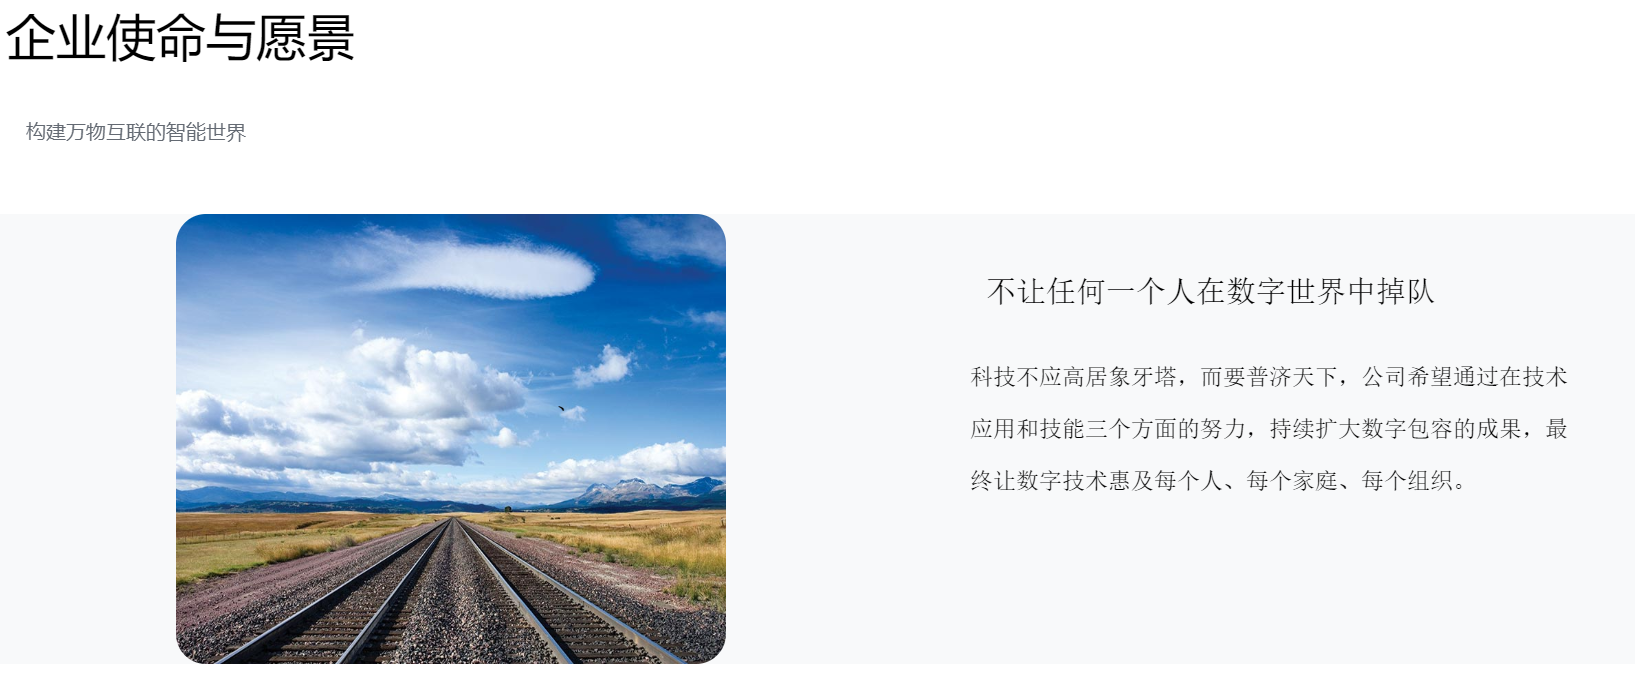 企业使命与愿景
构建万物互联的智能世界
不让任何一个人在数字世界中掉队
科技不应高居象牙塔，而要普济天下，公司希望通过在技术
应用和技能三个方面的努力，持续扩大数字包容的成果，最
终让数字技术惠及每个人、每个家庭、每个组织。